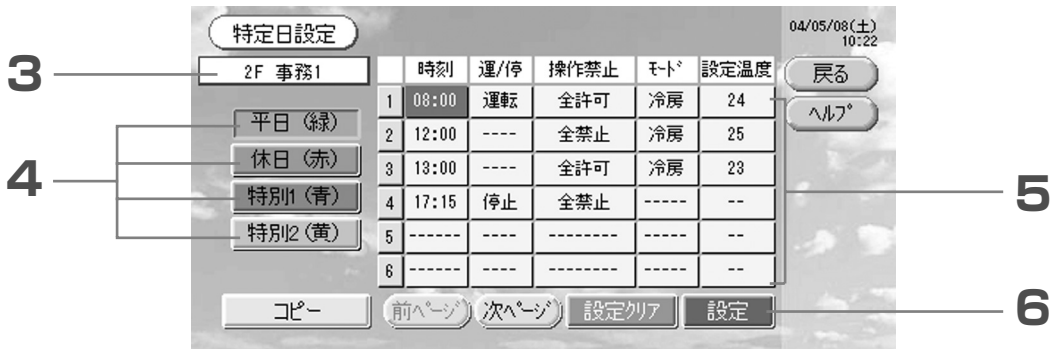 特定日設定
04/05/08(土)
10:22
3
2F 事務1
時刻 運/停 操作禁止 ﾓｰﾄﾞ 設定温度
戻る
1 08:00 運転 全許可 冷房 24
ﾍﾙﾌﾟ
平日 (緑)
2 12:00 ---- 全禁止 冷房 25
休日 (赤)
3 13:00 ---- 全許可 冷房 23
4
特別1 (青)
4 17:15 停止 全禁止 ----- --
5
特別2 (黄)
5 ------ ---- -------- ----- --
6 ------ ---- -------- ----- --
コピー
前ﾍﾟｰｼﾞ 次ﾍﾟｰｼﾞ 設定ｸﾘｱ 設定
6